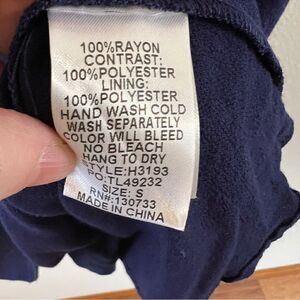 100%RAYON
CONTRAST:
100%POLYESTER
LINING:
100%POLYESTER
HAND WASH COLD
WASH SEPARATELY
COLOR WILL BLEED
NO BLEACH
HANG TO DRY
STYLE:H3193
PO:TL49232
SIZE: S
RN#:130733
MADE IN CHINA